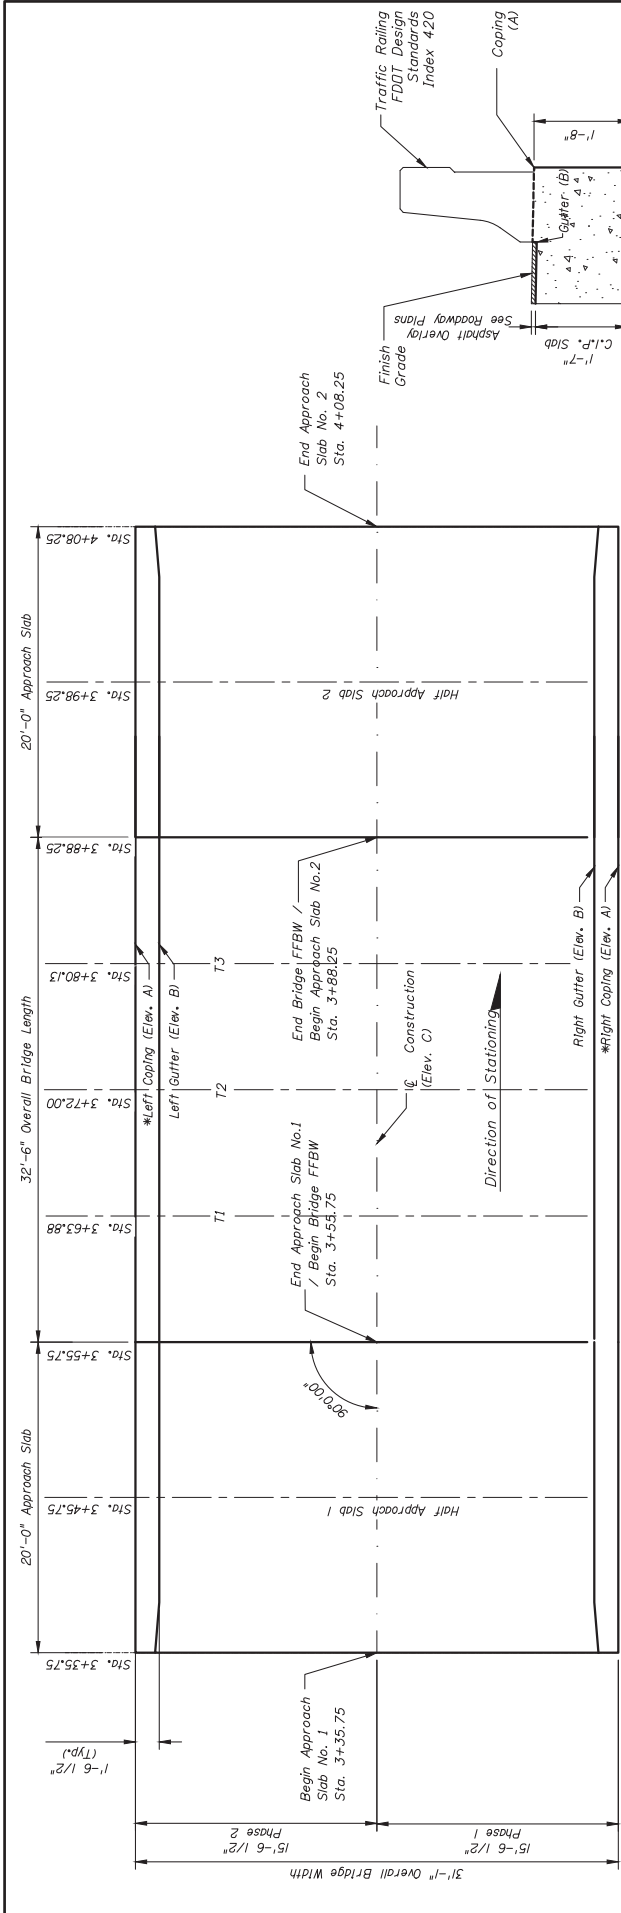 Traffic Railing
FDOT Design
Standards
Index 420
Coping
(A)
1'-8"
Gutter (B)
Finish
Grade
Asphalt Overlay
See Roadway Plans
1'-7"
C.I.P. Slab
End Approach
Slab No. 2
Sta. 4+08.25
20'-0" Approach Slab
Sta. 4+08.25
Sta. 3+98.25
Half Approach Slab 2
Sta. 3+88.25
32'-6" Overall Bridge Length
Sta. 3+80.13
*Left Coping (Elev. A)
Left Gutter (Elev. B)
T3
End Bridge FFBW /
Begin Approach Slab No.2
Sta. 3+88.25
Right Gutter (Elev. B)
*Right Coping (Elev. A)
Sta. 3+72.00
T2
℄ Construction
(Elev. C)
Direction of Stationing
Sta. 3+63.88
T1
End Approach Slab No.1
/ Begin Bridge FFBW
Sta. 3+55.75
Sta. 3+55.75
90°0'00"
20'-0" Approach Slab
Sta. 3+45.75
Half Approach Slab 1
Sta. 3+35.75
1'-6 1/2"
(Typ.)
Begin Approach
Slab No. 1
Sta. 3+35.75
15'-6 1/2"
Phase 2
15'-6 1/2"
Phase 1
31'-1" Overall Bridge Width